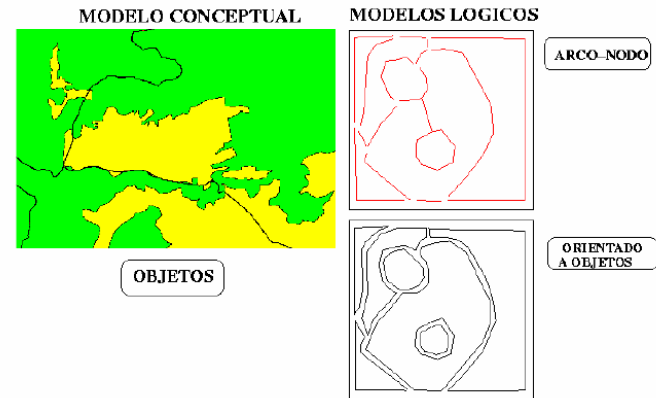 MODELO CONCEPTUAL
MODELOS LOGICOS
ARCO-NODO
OBJETOS
ORIENTADO
A OBJETOS